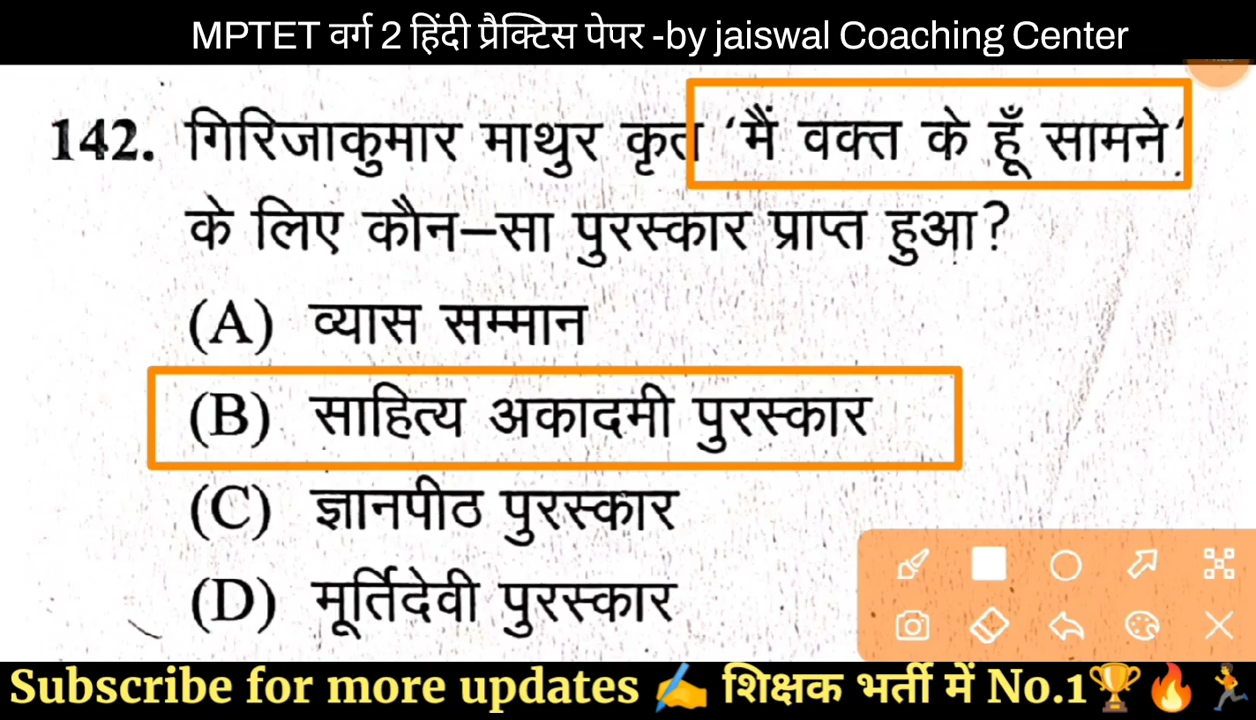 MPTET वर्ग 2 हिंदी प्रैक्टिस पेपर -by jaiswal Coaching Center
142. गिरिजाकुमार माथुर कृत 'मैं वक्त के हूँ सामने'
के लिए कौन–सा पुरस्कार प्राप्त हुआ?
(A) व्यास सम्मान
(B) साहित्य अकादमी पुरस्कार
(C) ज्ञानपीठ पुरस्कार
(D) मूर्तिदेवी पुरस्कार
Subscribe for more updates ✍️ शिक्षक भर्ती में No.1🏆🔥🏃